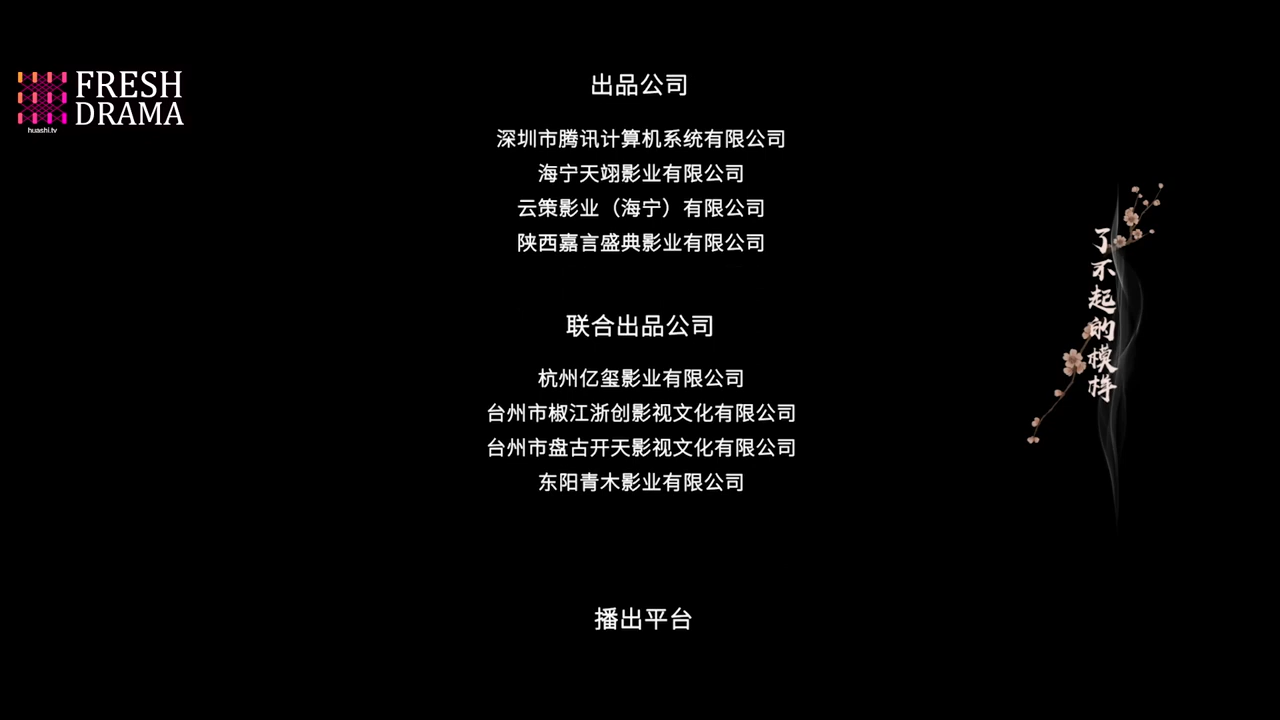 FRESH
DRAMA
huashi.tv
出品公司
深圳市腾讯计算机系统有限公司
海宁天翊影业有限公司
云策影业（海宁）有限公司
陕西嘉言盛典影业有限公司
联合出品公司
杭州亿玺影业有限公司
台州市椒江浙创影视文化有限公司
台州市盘古开天影视文化有限公司
东阳青木影业有限公司
播出平台
了不起的模样